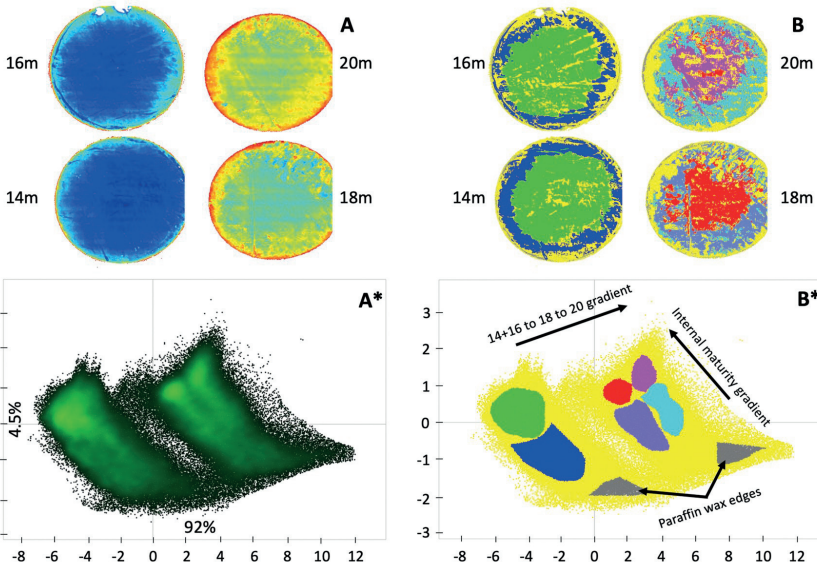 A
16m
20m
14m
18m
B
16m
20m
14m
18m
A*
4.5%
92%
-8 -6 -4 -2 0 2 4 6 8 10 12
B*
14+16 to 18 to 20 gradient
Internal maturity gradient
Paraffin wax edges
3
2
1
0
-1
-2
-3
-8 -6 -4 -2 0 2 4 6 8 10 12